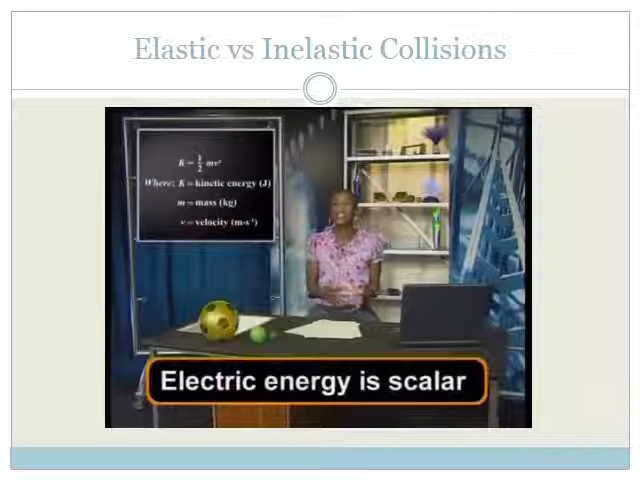 Elastic vs Inelastic Collisions
K = 1/2 mv²
Where: K = kinetic energy (J)
m = mass (kg)
v = velocity (m·s⁻¹)
Electric energy is scalar